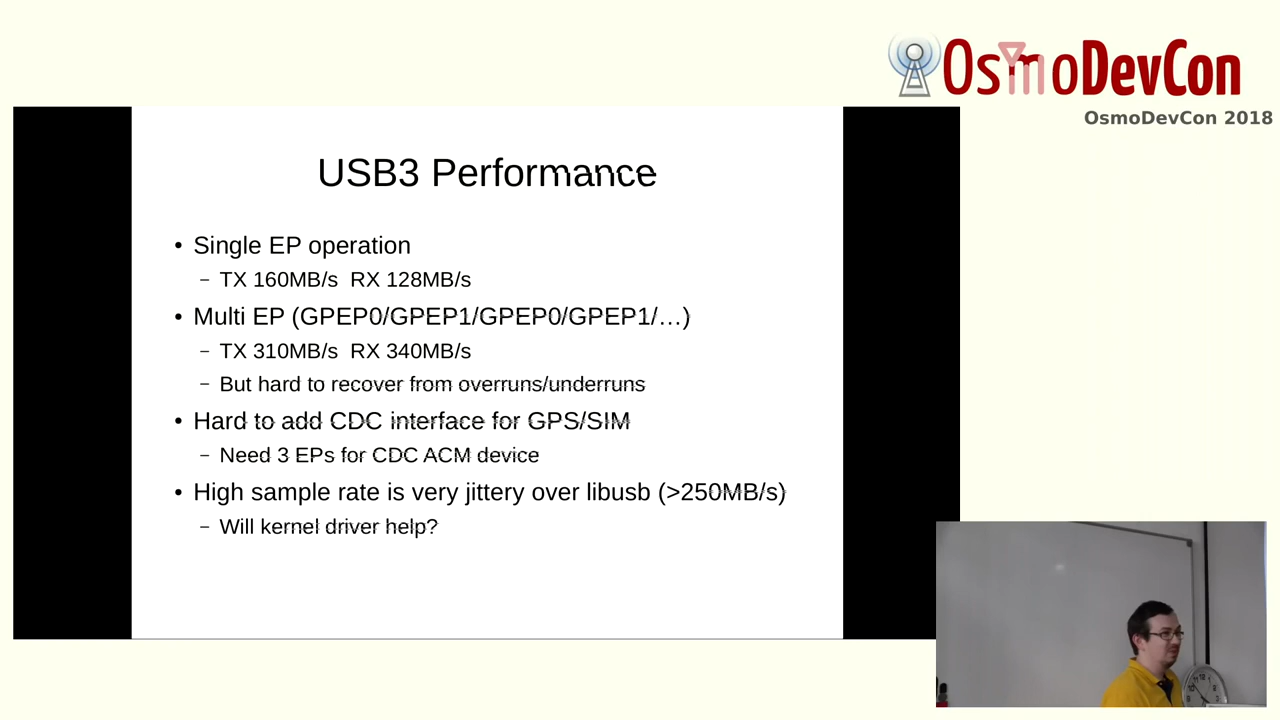 OsmoDevCon
OsmoDevCon 2018
USB3 Performance
• Single EP operation
– TX 160MB/s RX 128MB/s
• Multi EP (GPEP0/GPEP1/GPEP0/GPEP1/…)
– TX 310MB/s RX 340MB/s
– But hard to recover from overruns/underruns
• Hard to add CDC interface for GPS/SIM
– Need 3 EPs for CDC ACM device
• High sample rate is very jittery over libusb (>250MB/s)
– Will kernel driver help?